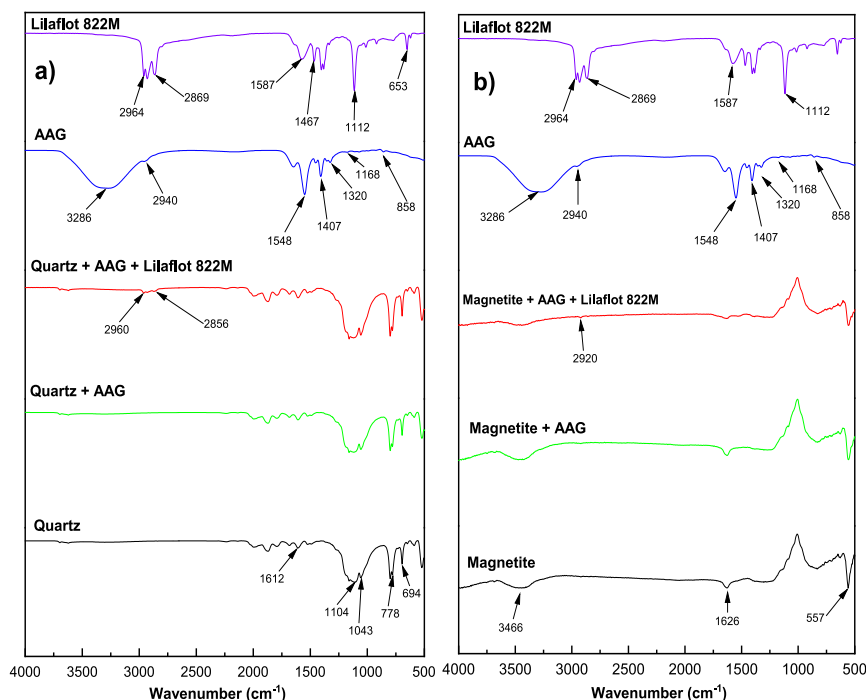 Lilaflot 822M
a)
2964
2869
1587
1467
1112
653
AAG
3286
2940
1548
1407
1320
1168
858
Quartz + AAG + Lilaflot 822M
2960
2856
Quartz + AAG
Quartz
1612
1104
1043
778
694
4000 3500 3000 2500 2000 1500 1000 500
Wavenumber (cm-1)
Lilaflot 822M
b)
2964
2869
1587
1112
AAG
3286
2940
1548
1407
1320
1168
858
Magnetite + AAG + Lilaflot 822M
2920
Magnetite + AAG
Magnetite
3466
1626
557
4000 3500 3000 2500 2000 1500 1000 500
Wavenumber (cm-1)